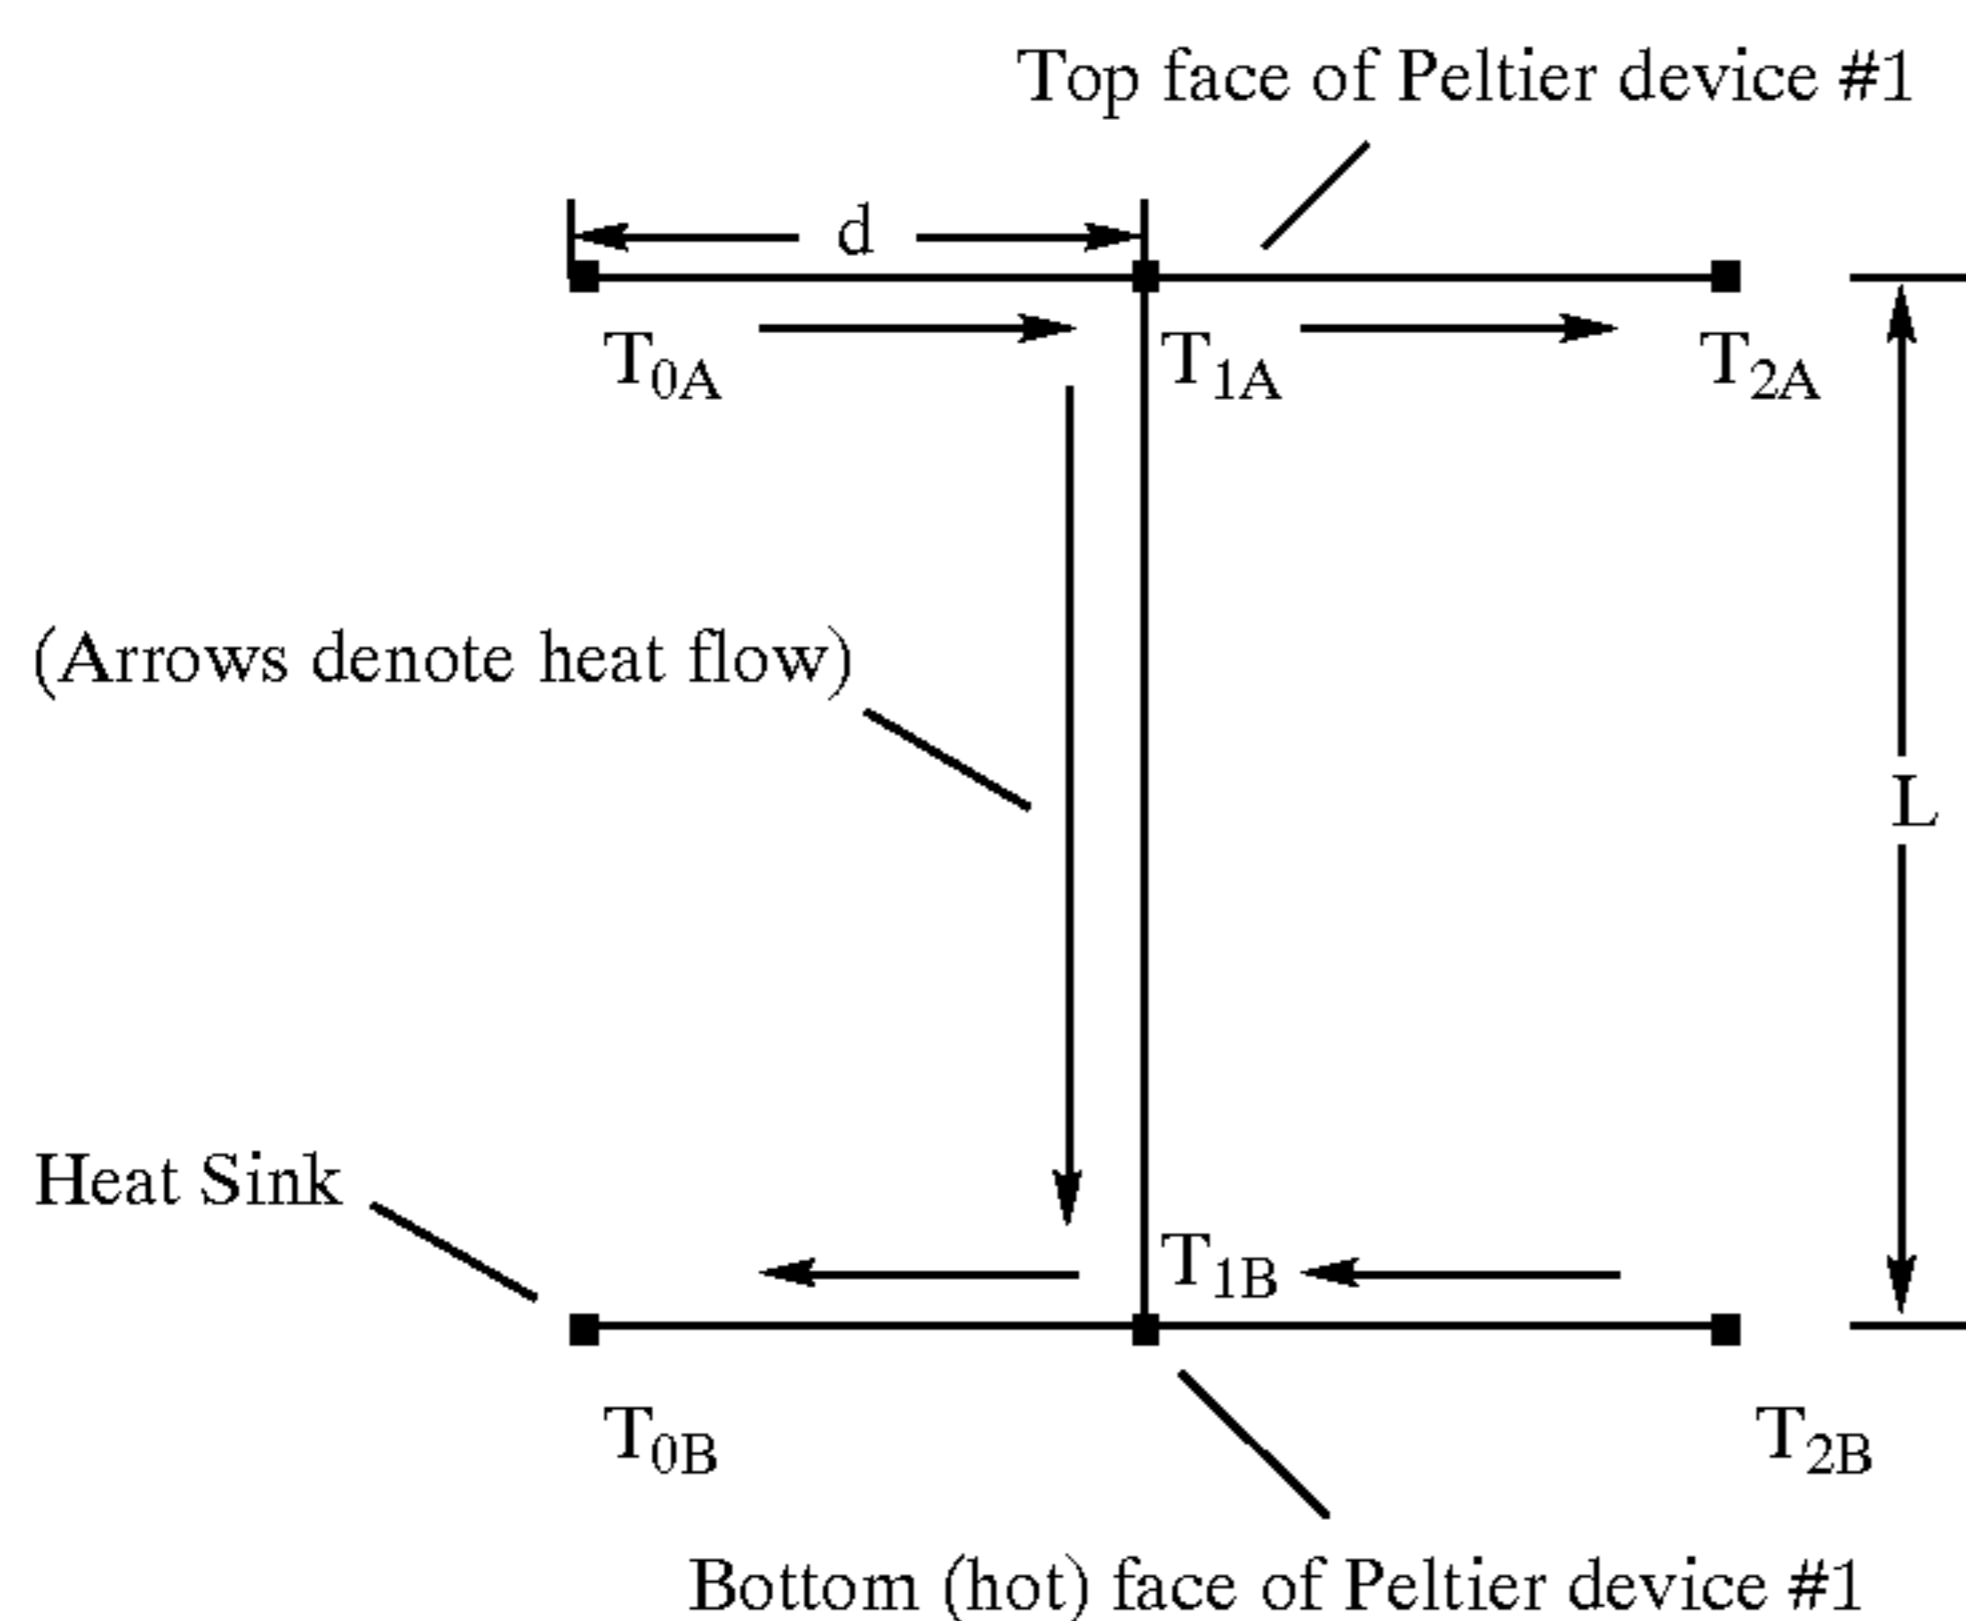 Top face of Peltier device #1
d
T0A
T1A
T2A
(Arrows denote heat flow)
L
Heat Sink
T1B
T0B
T2B
Bottom (hot) face of Peltier device #1